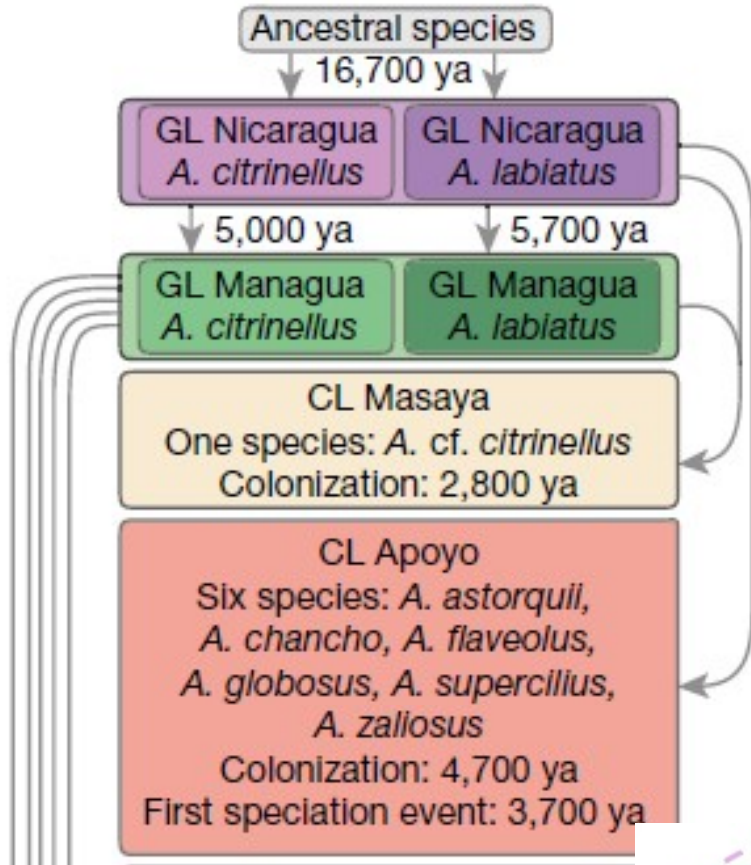 Ancestral species
16,700 ya
GL Nicaragua
A. citrinellus
GL Nicaragua
A. labiatus
5,000 ya
5,700 ya
GL Managua
A. citrinellus
GL Managua
A. labiatus
CL Masaya
One species: A. cf. citrinellus
Colonization: 2,800 ya
CL Apoyo
Six species: A. astorquii,
A. chancho, A. flaveolus,
A. globosus, A. supercilius,
A. zaliosus
Colonization: 4,700 ya
First speciation event: 3,700 ya